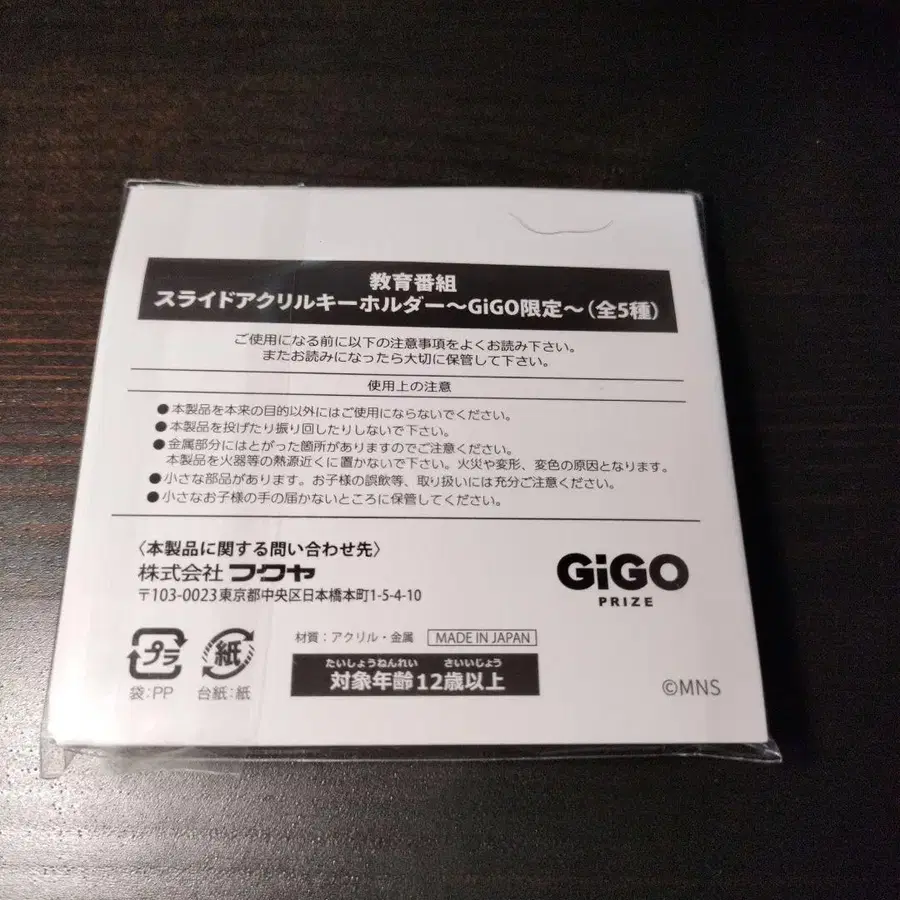 教育番組
スライドアクリルキーホルダー～GiGO限定～(全5種)
ご使用になる前に以下の注意事項をよくお読み下さい。
またお読みになったら大切に保管して下さい。
使用上の注意
●本製品を本来の目的以外にはご使用にならないでください。
●本製品を投げたり振り回したりしないで下さい。
●金属部分にはとがった箇所がありますのでご注意ください。
本製品を火器等の熱源近くに置かないで下さい。火災や変形、変色の原因となります。
●小さな部品があります。お子様の誤飲等、取り扱いには充分ご注意ください。
●小さなお子様の手の届かないところに保管してください。
〈本製品に関する問い合わせ先〉
株式会社フクヤ
〒103-0023東京都中央区日本橋本町1-5-4-10
GiGO
PRIZE
プラ
袋:PP
紙
台紙:紙
材質:アクリル・金属
MADE IN JAPAN
たいしょうねんれい さいいじょう
対象年齢12歳以上
©MNS